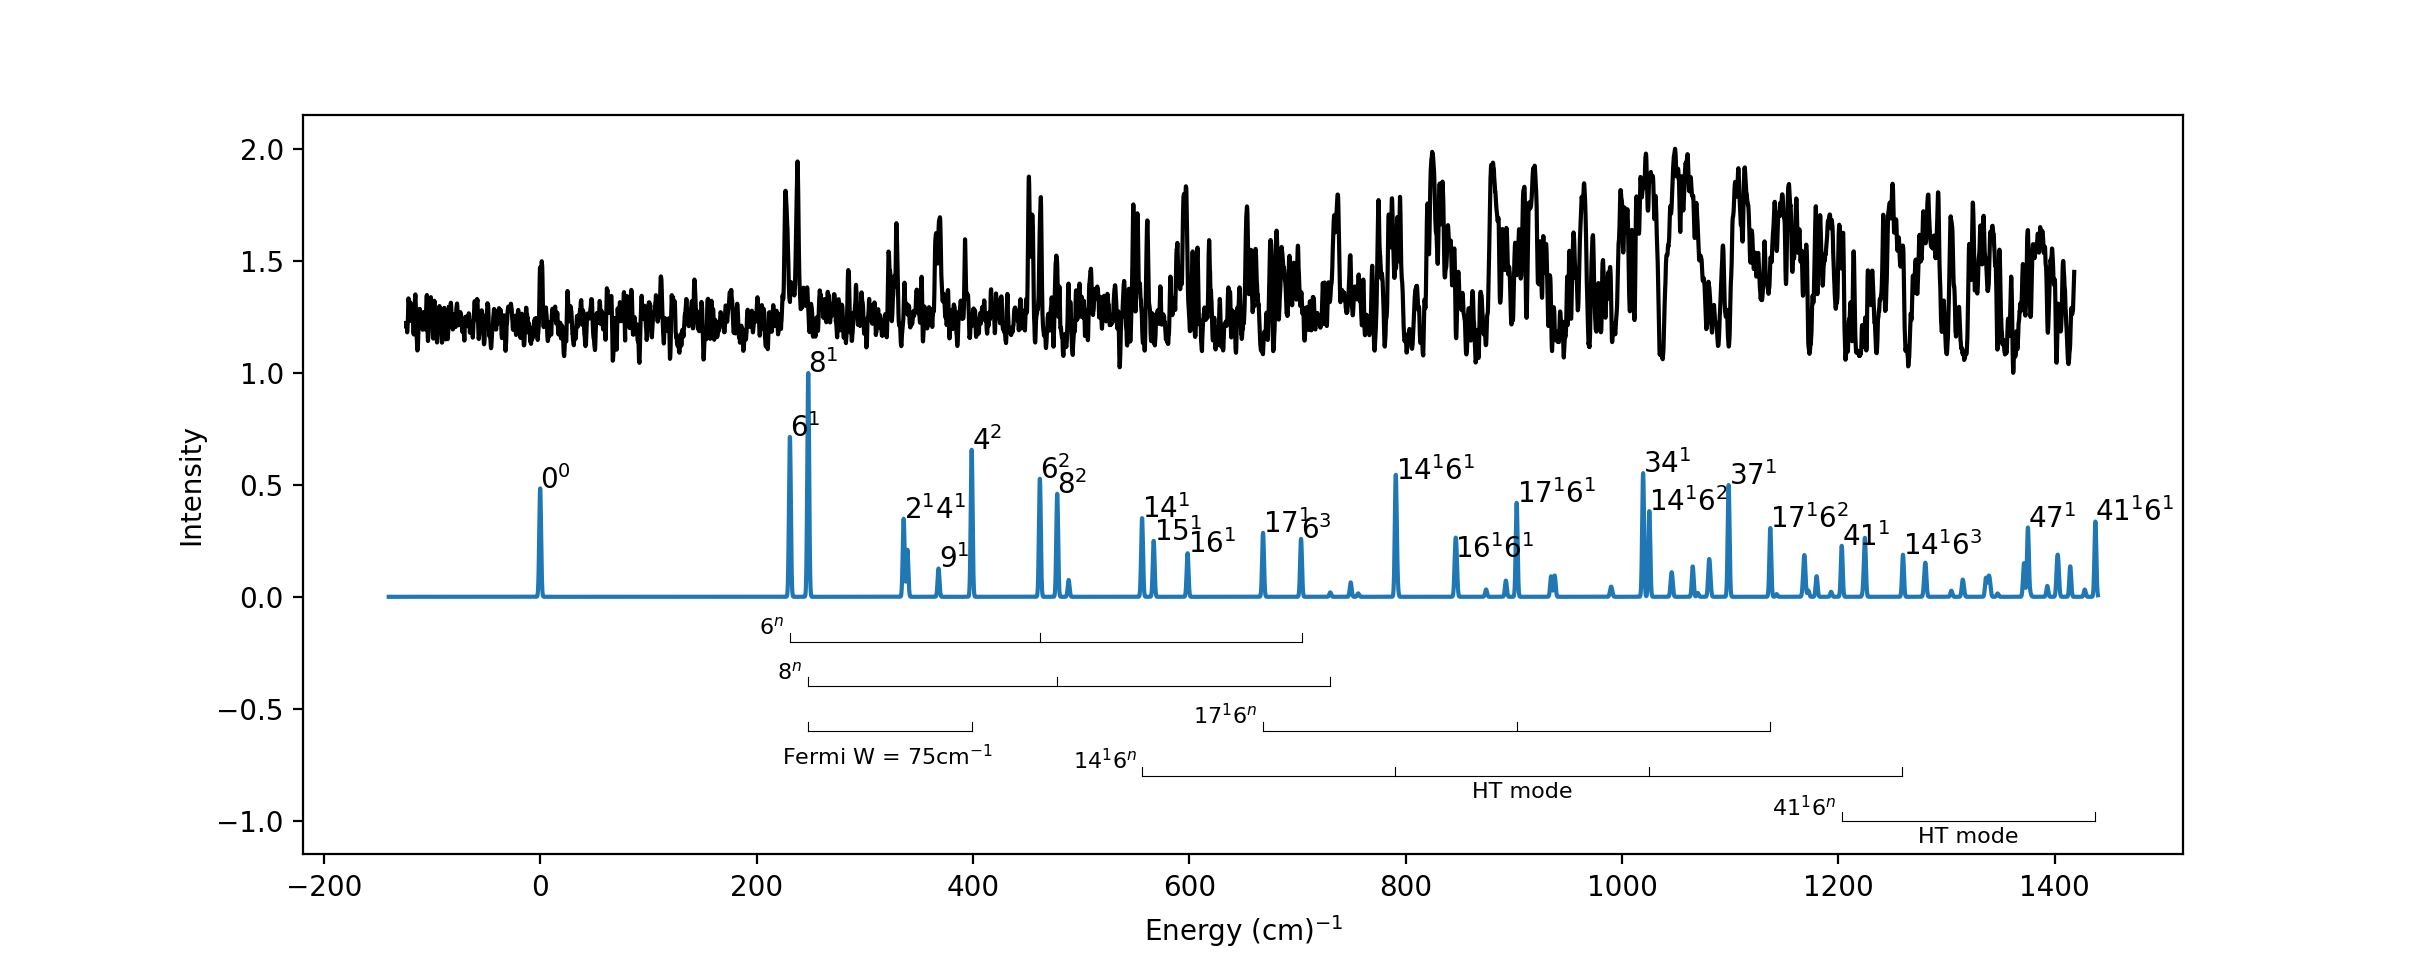 2.0
1.5
1.0
0.5
0.0
−0.5
−1.0
Intensity
0⁰
6¹
8¹
2¹4¹
9¹
4²
6²
8²
14¹
15¹
16¹
17¹
6³
14¹6¹
16¹6¹
17¹6¹
34¹
14¹6²
37¹
17¹6²
41¹
14¹6³
47¹
41¹6¹
6ⁿ
8ⁿ
17¹6ⁿ
Fermi W = 75cm⁻¹
14¹6ⁿ
HT mode
41¹6ⁿ
HT mode
−200 0 200 400 600 800 1000 1200 1400
Energy (cm)⁻¹